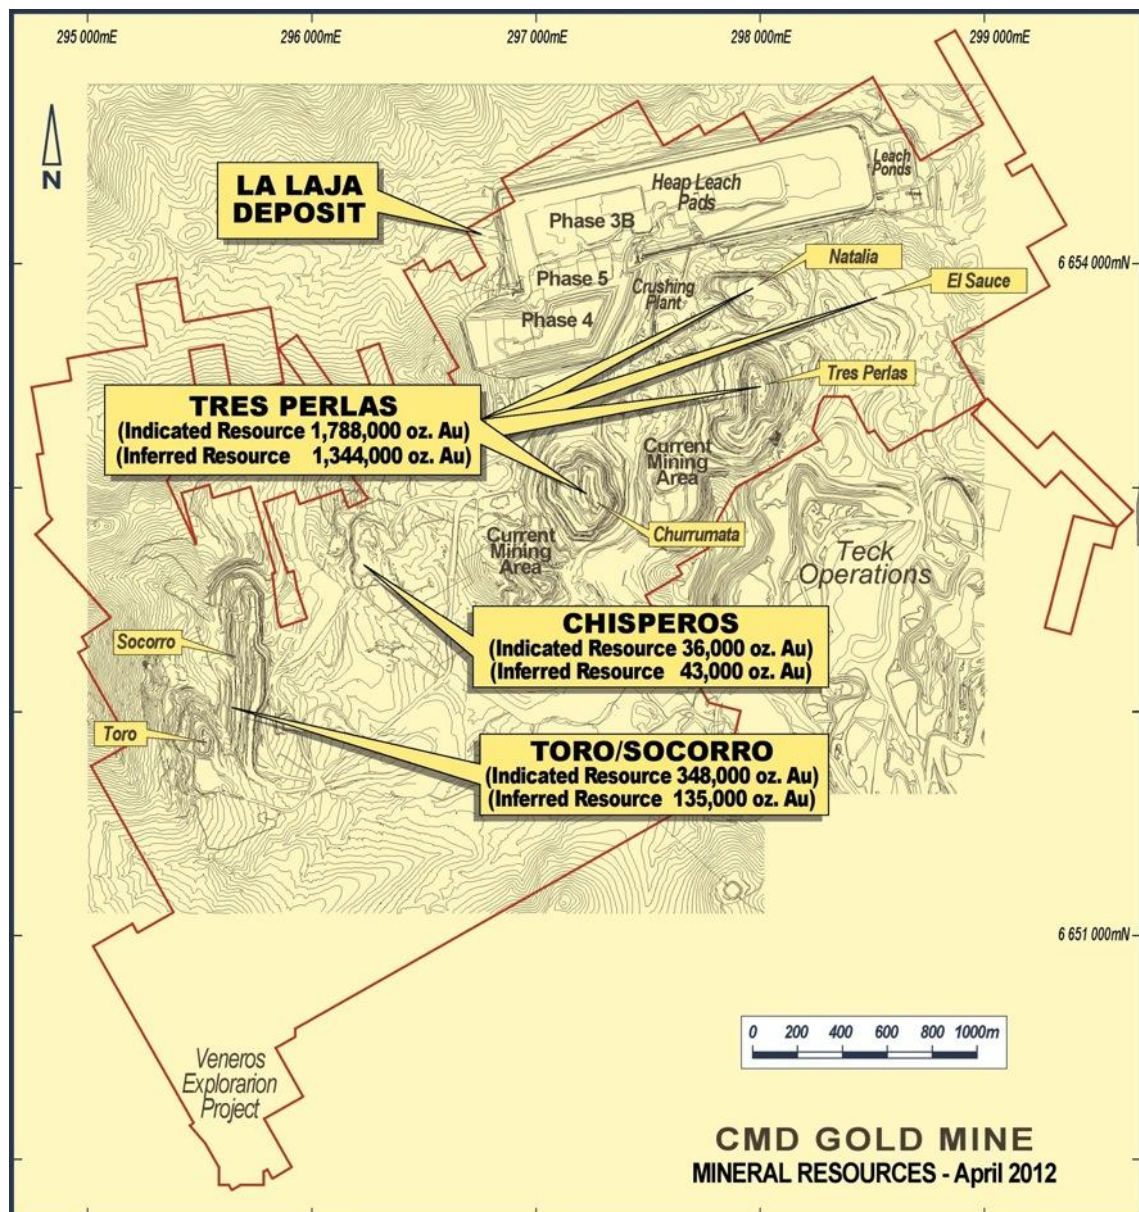 295 000mE
296 000mE
297 000mE
298 000mE
299 000mE
N
LA LAJA
DEPOSIT
Leach
Ponds
Heap Leach
Pads
Phase 3B
Natalia
6 654 000mN
Phase 5
El Sauce
Crushing
Plant
Phase 4
Tres Perlas
TRES PERLAS
(Indicated Resource 1,788,000 oz. Au)
(Inferred Resource 1,344,000 oz. Au)
Current
Mining
Area
Churrumata
Current
Mining
Area
Teck
Operations
CHISPEROS
(Indicated Resource 36,000 oz. Au)
(Inferred Resource 43,000 oz. Au)
Socorro
Toro
TORO/SOCORRO
(Indicated Resource 348,000 oz. Au)
(Inferred Resource 135,000 oz. Au)
6 651 000mN
0 200 400 600 800 1000m
Veneros
Explorarion
Project
CMD GOLD MINE
MINERAL RESOURCES - April 2012